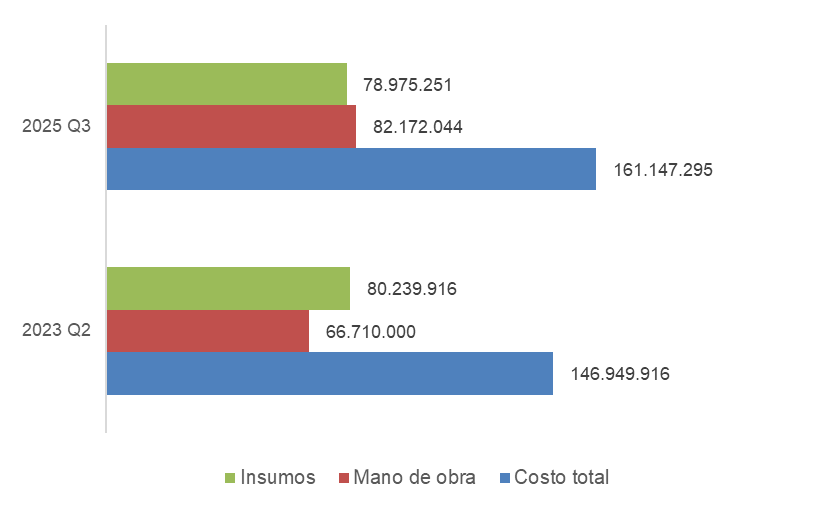 78.975.251
2025 Q3
82.172.044
161.147.295
80.239.916
2023 Q2
66.710.000
146.949.916
Insumos Mano de obra Costo total